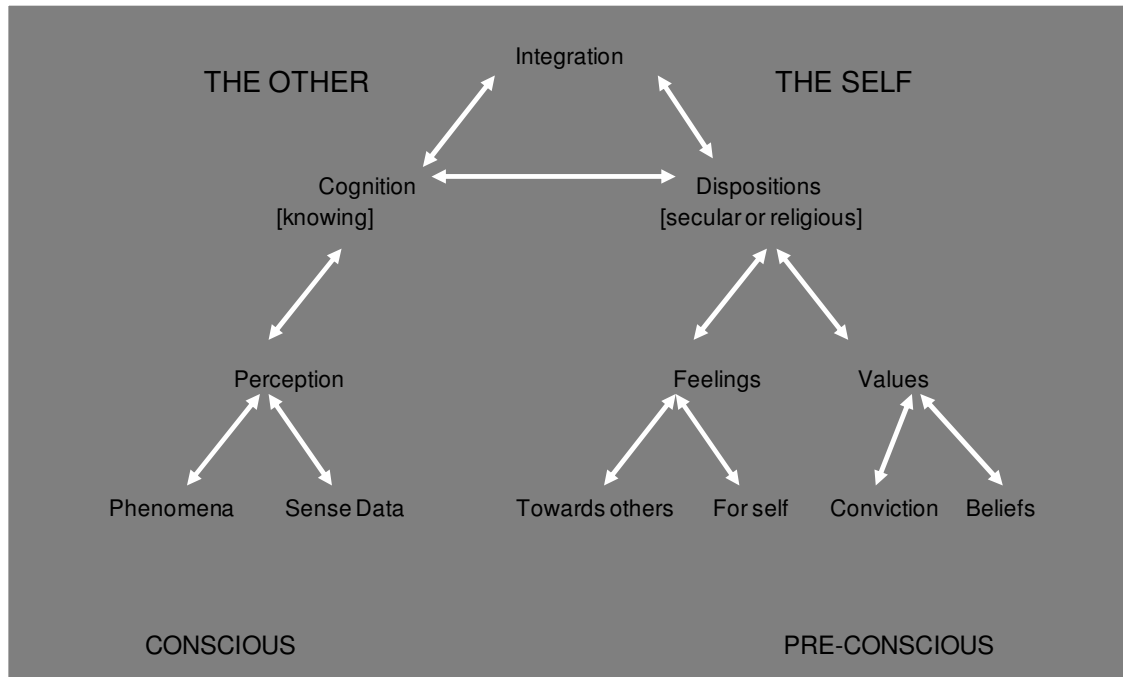 Integration
THE OTHER THE SELF
Cognition Dispositions
[knowing] [secular or religious]
Perception Feelings Values
Phenomena Sense Data Towards others For self Conviction Beliefs
CONSCIOUS PRE-CONSCIOUS